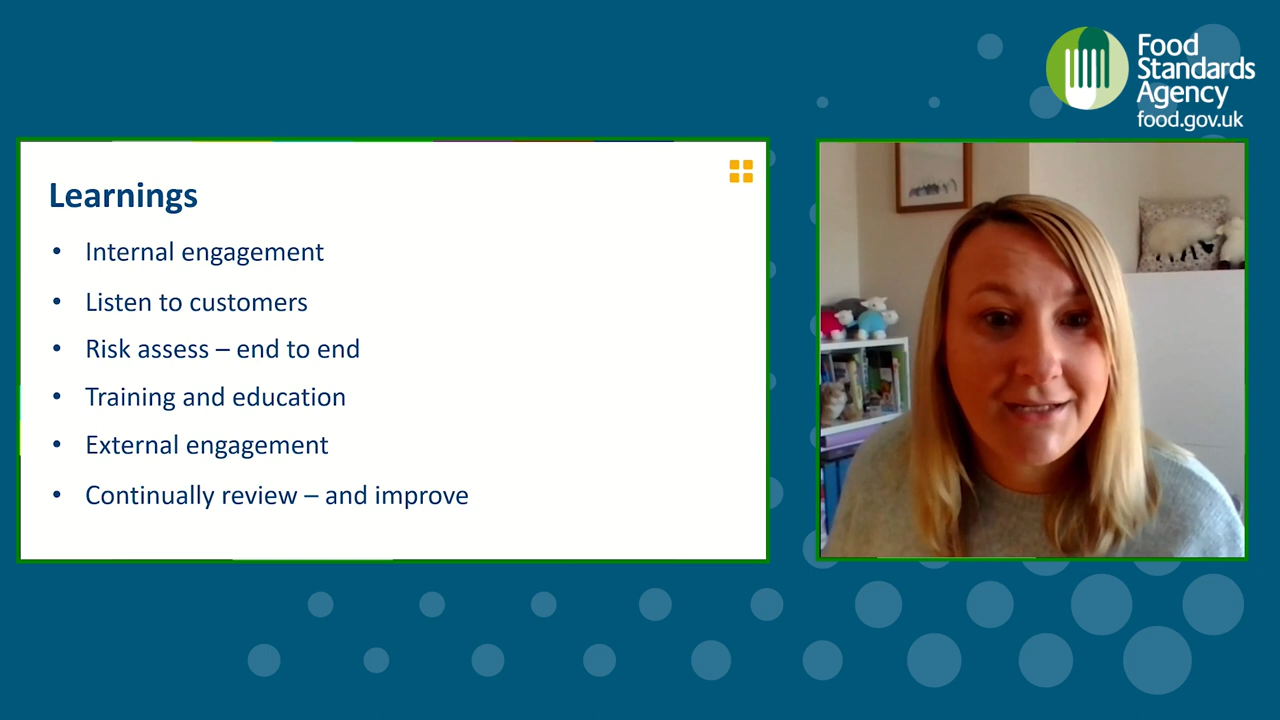 Food
Standards
Agency
food.gov.uk
Learnings
• Internal engagement
• Listen to customers
• Risk assess – end to end
• Training and education
• External engagement
• Continually review – and improve